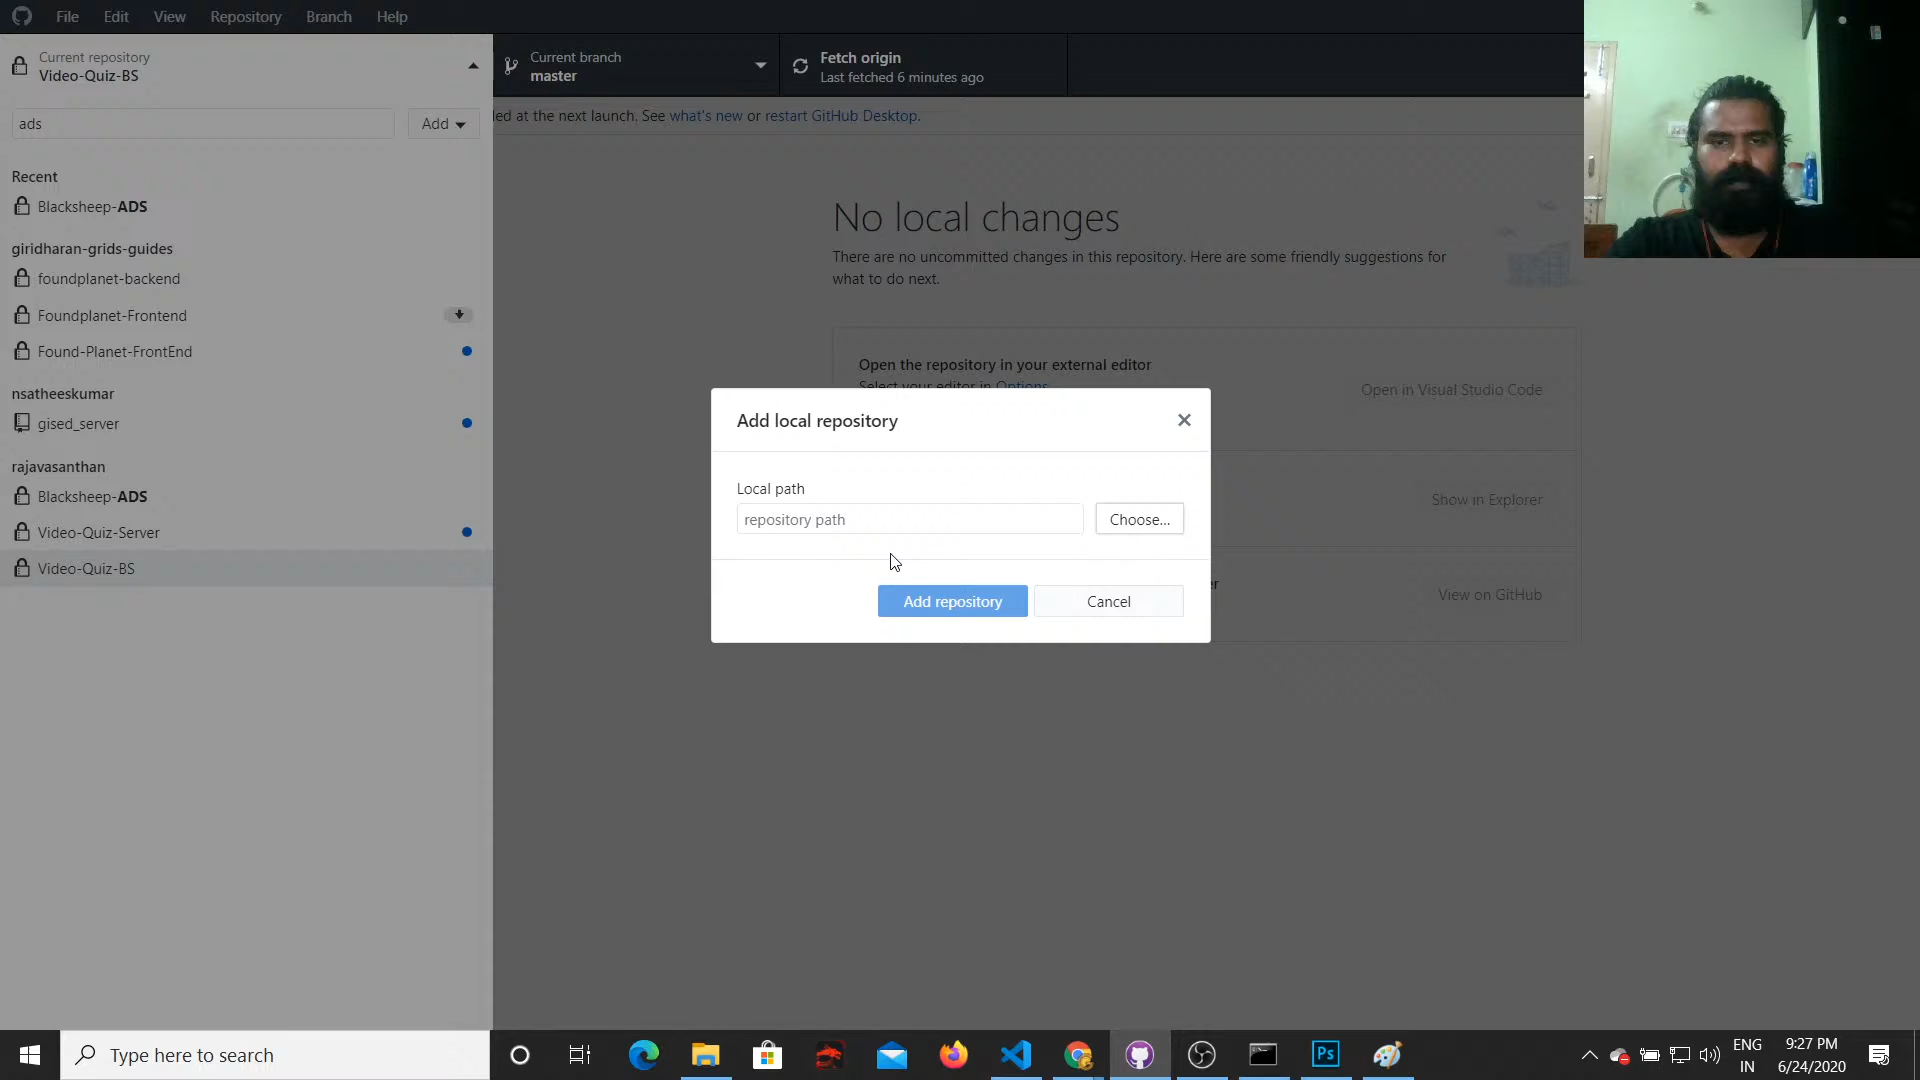 File Edit View Repository Branch Help
Current repository
Video-Quiz-BS
Current branch
master
Fetch origin
Last fetched 6 minutes ago
ads
Add
led at the next launch. See what's new or restart GitHub Desktop.
Recent
Blacksheep-ADS
giridharan-grids-guides
foundplanet-backend
Foundplanet-Frontend
Found-Planet-FrontEnd
nsatheeskumar
gised_server
rajavasanthan
Blacksheep-ADS
Video-Quiz-Server
Video-Quiz-BS
No local changes
There are no uncommitted changes in this repository. Here are some friendly suggestions for
what to do next.
Open the repository in your external editor
Select your editor in Options
Open in Visual Studio Code
Show in Explorer
View on GitHub
Add local repository
Local path
repository path
Choose...
Add repository
Cancel
Type here to search
Ps
ENG
IN
9:27 PM
6/24/2020